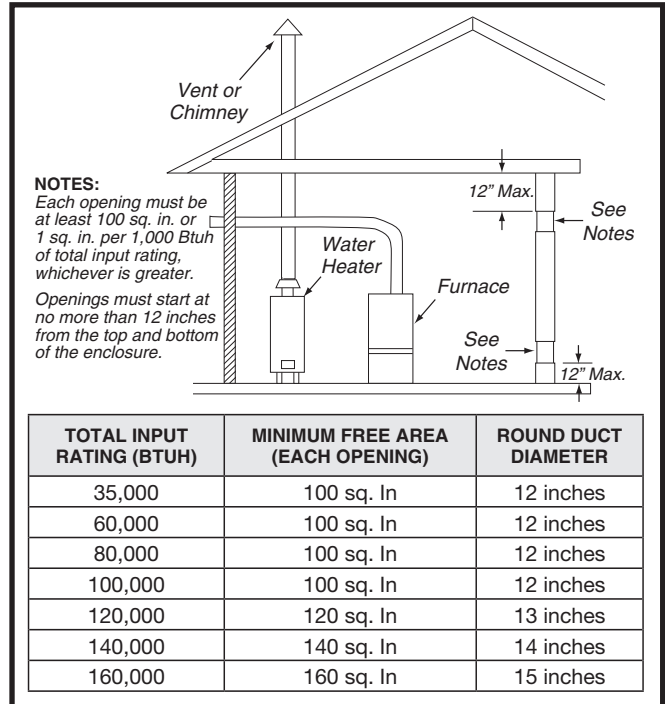 Vent or
Chimney
NOTES:
Each opening must be
at least 100 sq. in. or
1 sq. in. per 1,000 Btuh
of total input rating,
whichever is greater.
Openings must start at
no more than 12 inches
from the top and bottom
of the enclosure.
12” Max.
See
Notes
Water
Heater
Furnace
See
Notes
12” Max.
TOTAL INPUT RATING (BTUH) MINIMUM FREE AREA (EACH OPENING) ROUND DUCT DIAMETER
35,000 100 sq. In 12 inches
60,000 100 sq. In 12 inches
80,000 100 sq. In 12 inches
100,000 100 sq. In 12 inches
120,000 120 sq. In 13 inches
140,000 140 sq. In 14 inches
160,000 160 sq. In 15 inches